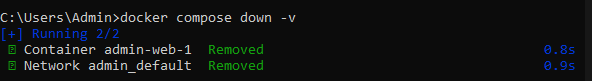 C:\Users\Admin>docker compose down -v
[+] Running 2/2
Container admin-web-1 Removed 0.8s
Network admin_default Removed 0.9s